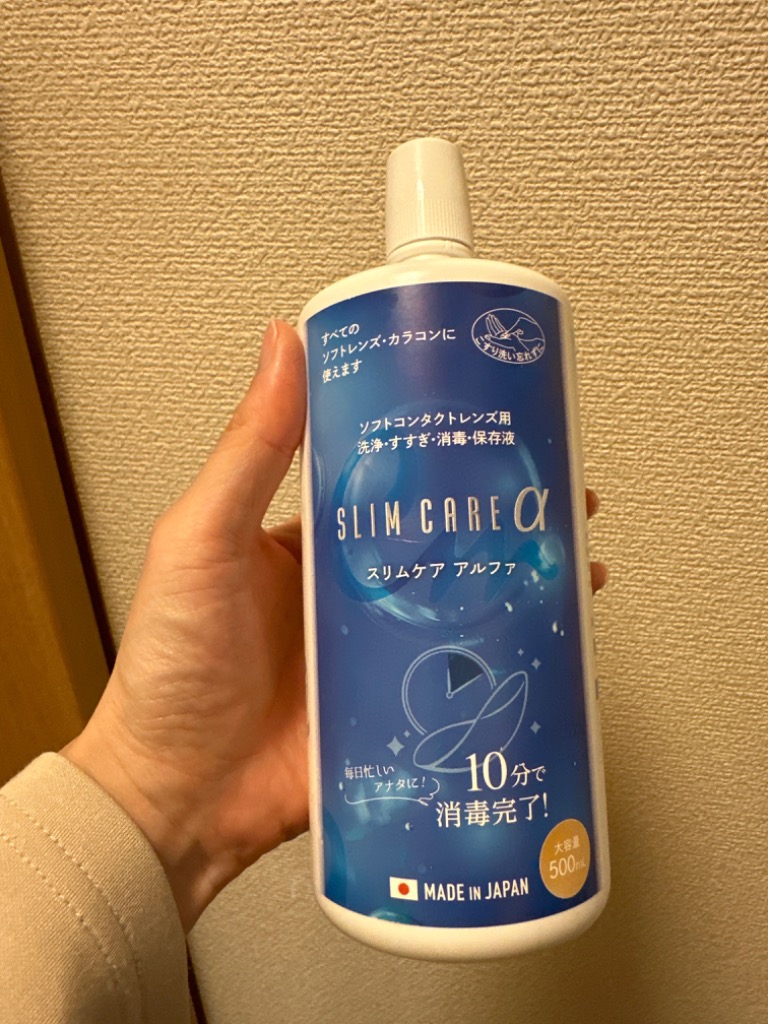 すべての
ソフトレンズ・カラコンに
使えます
こすり洗い忘れずに
ソフトコンタクトレンズ用
洗浄・すすぎ・消毒・保存液
SLIM CARE α
スリムケア アルファ
毎日忙しい
アナタに!
10分で
消毒完了!
大容量
500mL
MADE IN JAPAN